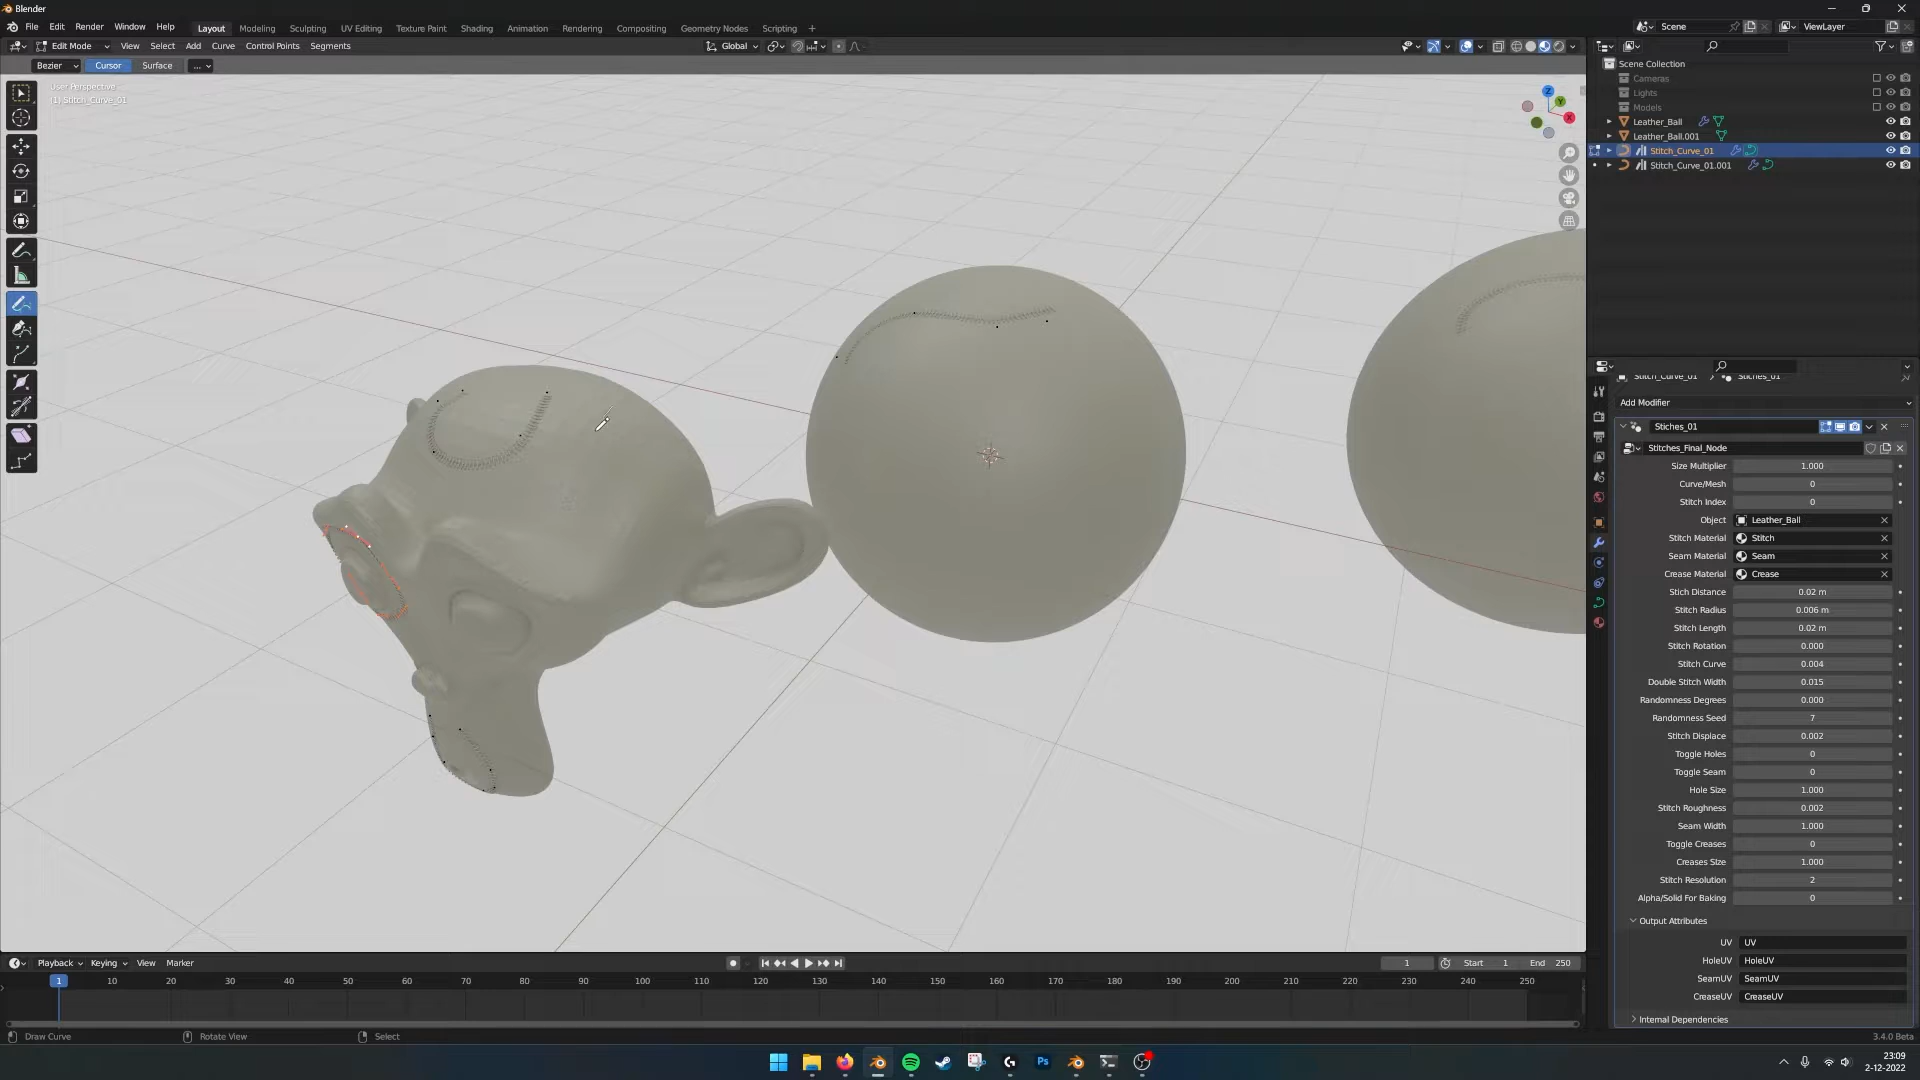 Blender
File Edit Render Window Help Layout Modeling Sculpting UV Editing Texture Paint Shading Animation Rendering Compositing Geometry Nodes Scripting + Scene ViewLayer
Edit Mode View Select Add Curve Control Points Segments Global
Bezier Cursor Surface ...
User Perspective
(1) Stitch_Curve_01
Z
Y
X
Scene Collection
Cameras
Lights
Models
Leather_Ball
Leather_Ball.001
Stitch_Curve_01
Stitch_Curve_01.001
Stitch_Curve_01 Stiches_01
Add Modifier
Stiches_01
Stitches_Final_Node
Size Multiplier 1.000
Curve/Mesh 0
Stitch Index 0
Object Leather_Ball
Stitch Material Stitch
Seam Material Seam
Crease Material Crease
Stich Distance 0.02 m
Stitch Radius 0.006 m
Stitch Length 0.02 m
Stitch Rotation 0.000
Stitch Curve 0.004
Double Stitch Width 0.015
Randomness Degrees 0.000
Randomness Seed 7
Stitch Displace 0.002
Toggle Holes 0
Toggle Seam 0
Hole Size 1.000
Stitch Roughness 0.002
Seam Width 1.000
Toggle Creases 0
Creases Size 1.000
Stitch Resolution 2
Alpha/Solid For Baking 0
Output Attributes
UV UV
HoleUV HoleUV
SeamUV SeamUV
CreaseUV CreaseUV
Internal Dependencies
Playback Keying View Marker 1 Start 1 End 250
1 10 20 30 40 50 60 70 80 90 100 110 120 130 140 150 160 170 180 190 200 210 220 230 240 250
Draw Curve Rotate View Select 3.4.0 Beta
Ps
23:09
2-12-2022